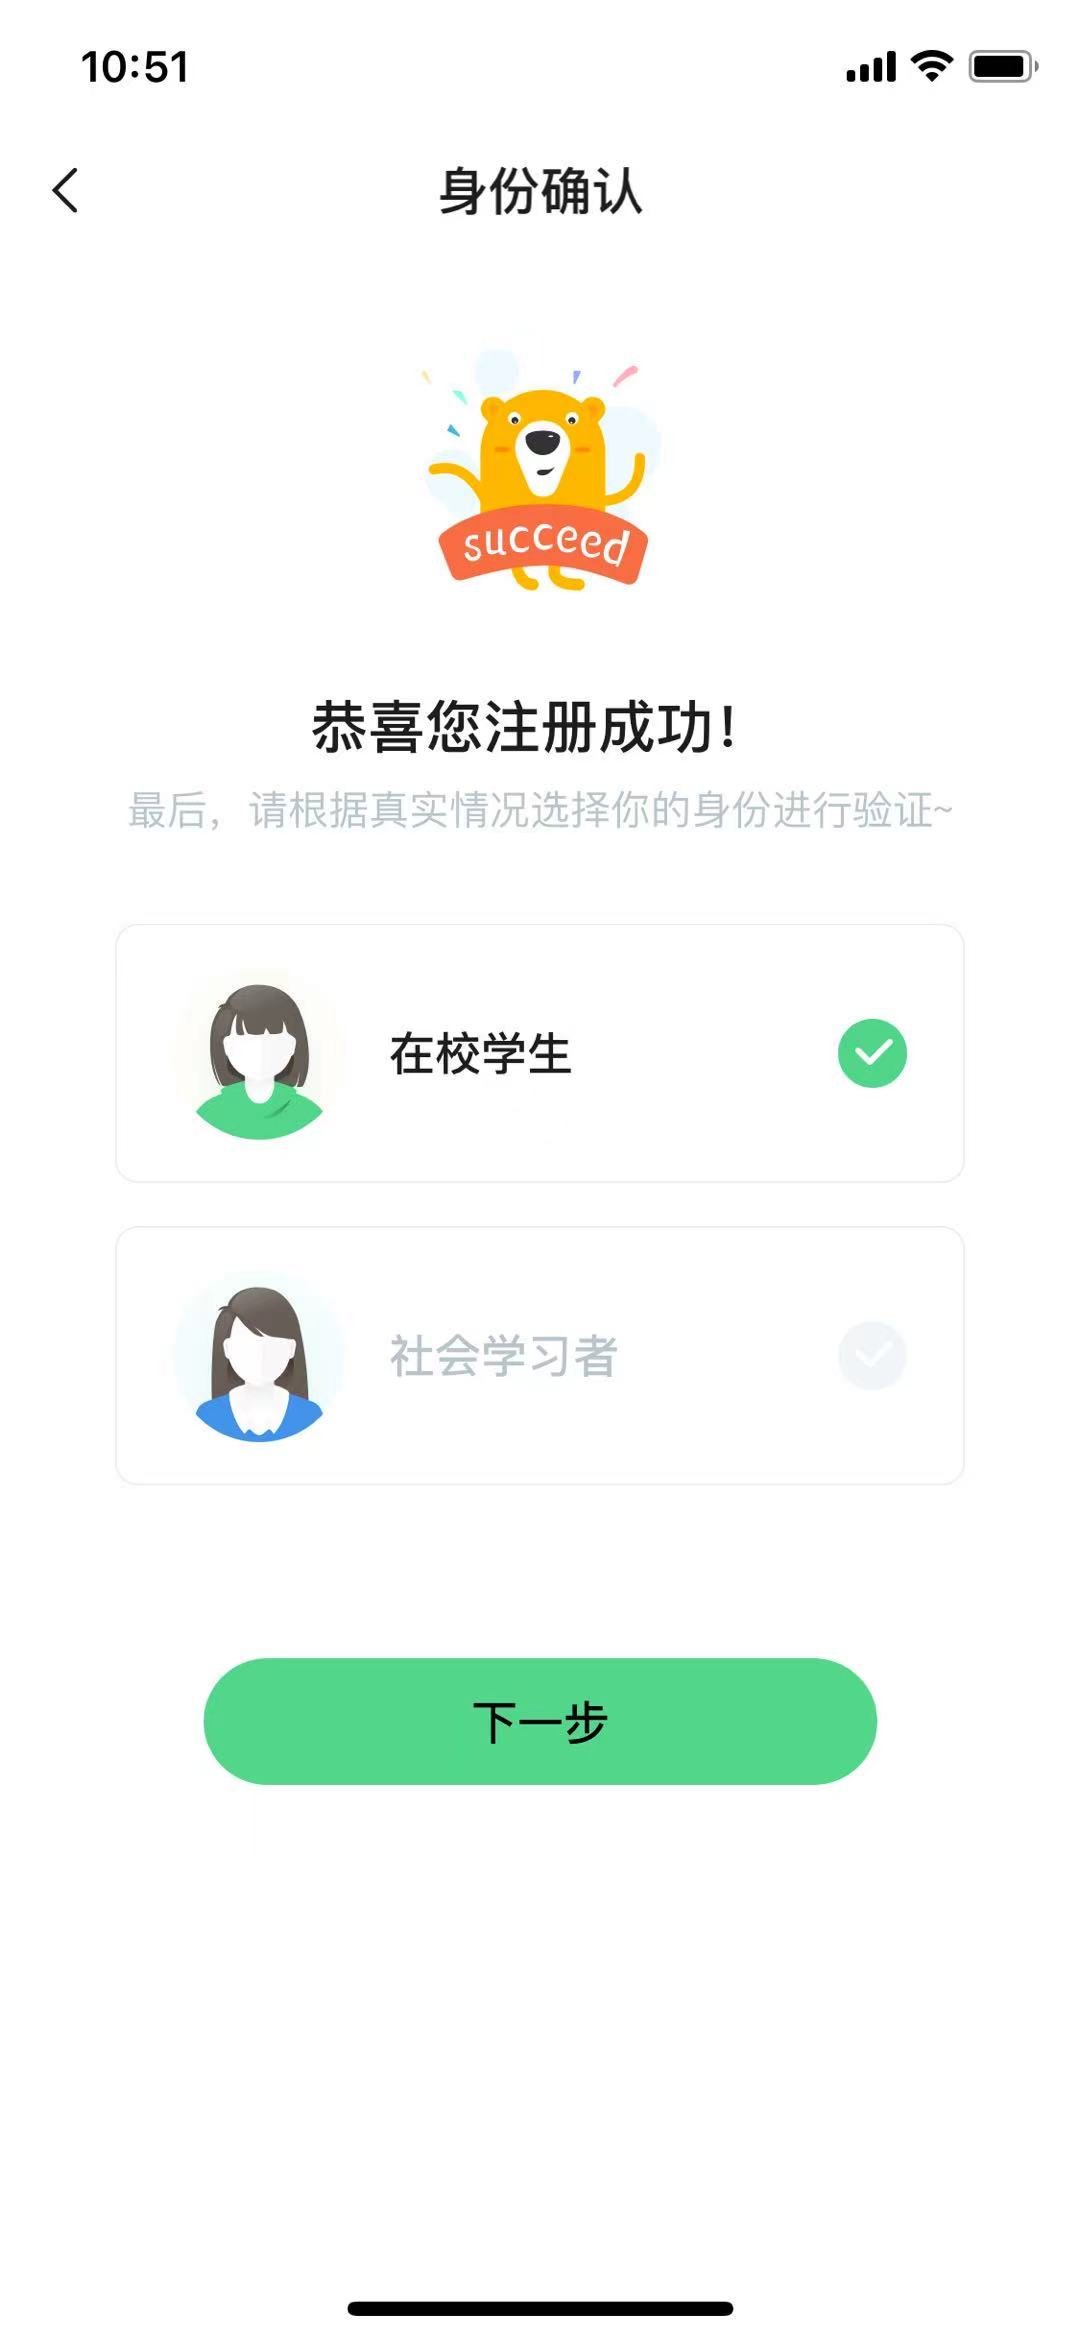 10:51
身份确认
succeed
恭喜您注册成功!
最后，请根据真实情况选择你的身份进行验证~
在校学生
社会学习者
下一步